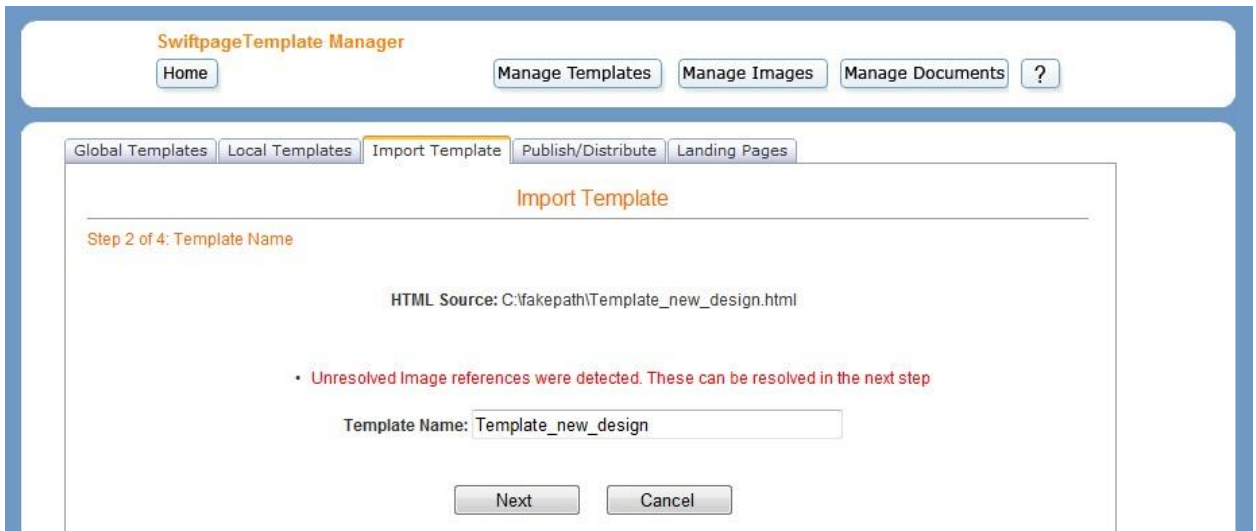 SwiftpageTemplate Manager
Home Manage Templates Manage Images Manage Documents ?
Global Templates Local Templates Import Template Publish/Distribute Landing Pages
Import Template
Step 2 of 4: Template Name
HTML Source: C:\fakepath\Template_new_design.html
• Unresolved Image references were detected. These can be resolved in the next step
Template Name: Template_new_design
Next Cancel